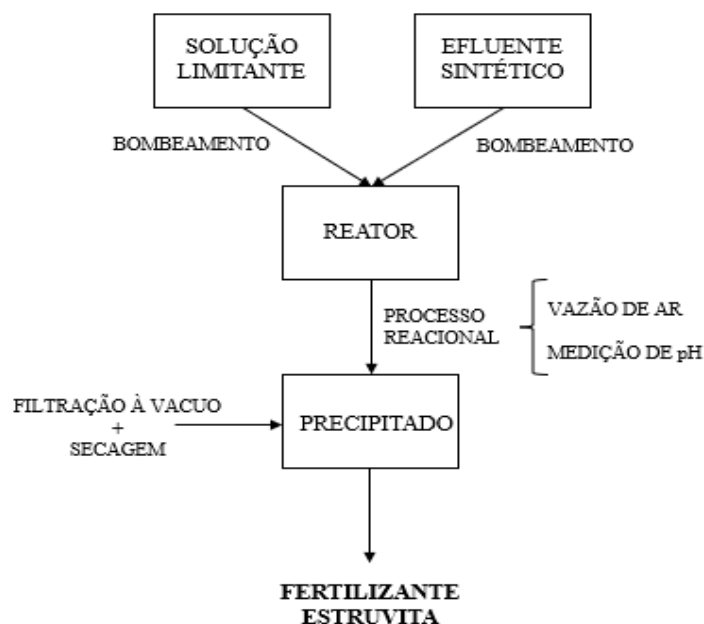 SOLUÇÃO
LIMITANTE
EFLUENTE
SINTÉTICO
BOMBEAMENTO
BOMBEAMENTO
REATOR
PROCESSO
REACIONAL
VAZÃO DE AR
MEDIÇÃO DE pH
FILTRAÇÃO À VACUO
+
SECAGEM
PRECIPITADO
FERTILIZANTE
ESTRUVITA